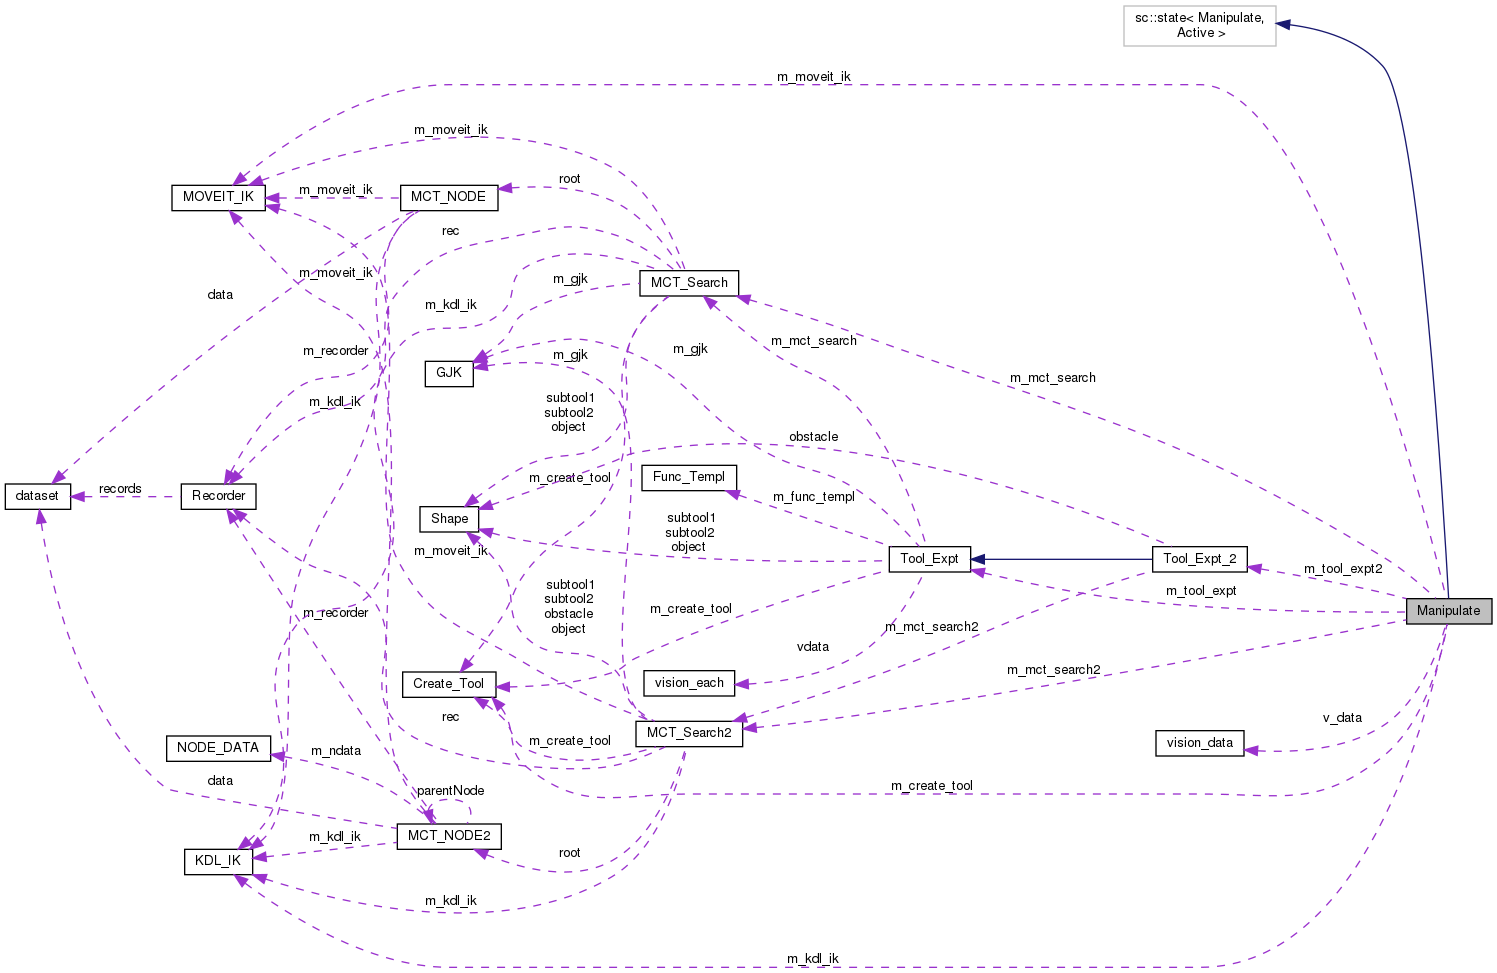 sc::state< Manipulate,
Active >
m_moveit_ik
m_moveit_ik
root
m_moveit_ik
MOVEIT_IK
MCT_NODE
rec
m_moveit_ik
m_gjk
MCT_Search
data
m_kdl_ik
m_mct_search
m_recorder
m_gjk
m_gjk
GJK
m_mct_search
m_kdl_ik
subtool1
subtool2
object
obstacle
m_create_tool
Func_Templ
records
dataset
Recorder
m_func_templ
Shape
subtool1
subtool2
object
m_moveit_ik
Tool_Expt
Tool_Expt_2
m_tool_expt2
m_tool_expt
Manipulate
subtool1
subtool2
obstacle
object
m_recorder
m_create_tool
m_mct_search2
vdata
m_mct_search2
Create_Tool
vision_each
rec
v_data
MCT_Search2
m_create_tool
vision_data
NODE_DATA
m_ndata
data
parentNode
m_create_tool
MCT_NODE2
m_kdl_ik
root
KDL_IK
m_kdl_ik
m_kdl_ik